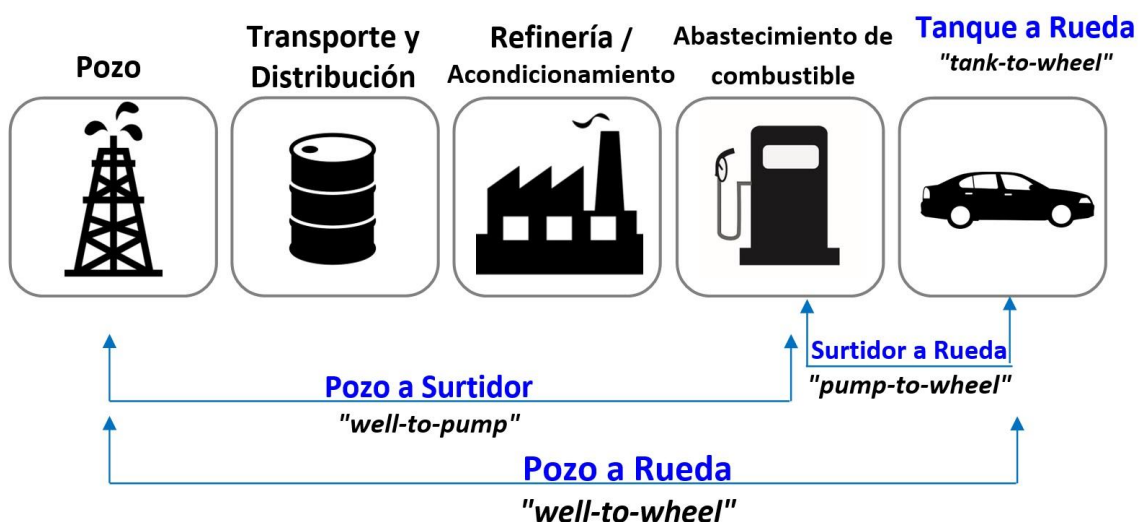 Pozo
Transporte y
Distribución
Refinería /
Acondicionamiento
Abastecimiento de
combustible
Tanque a Rueda
"tank-to-wheel"
Surtidor a Rueda
"pump-to-wheel"
Pozo a Surtidor
"well-to-pump"
Pozo a Rueda
"well-to-wheel"